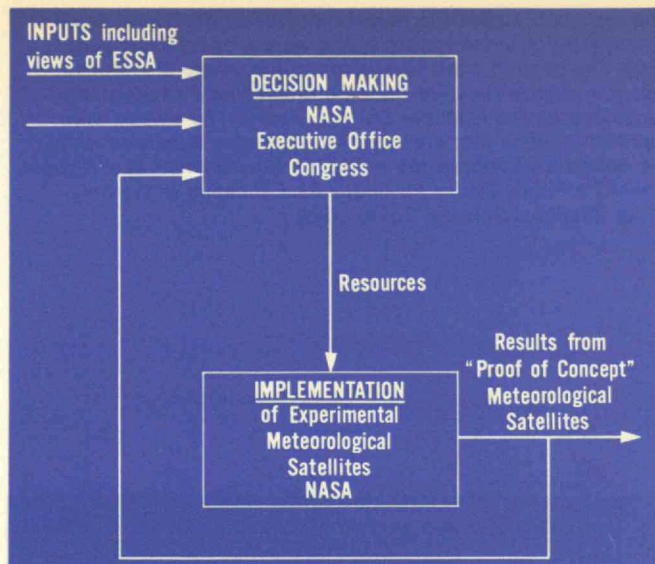 INPUTS including
views of ESSA
DECISION MAKING
NASA
Executive Office
Congress
Resources
IMPLEMENTATION
of Experimental
Meteorological
Satellites
NASA
Results from
“Proof of Concept”
Meteorological
Satellites